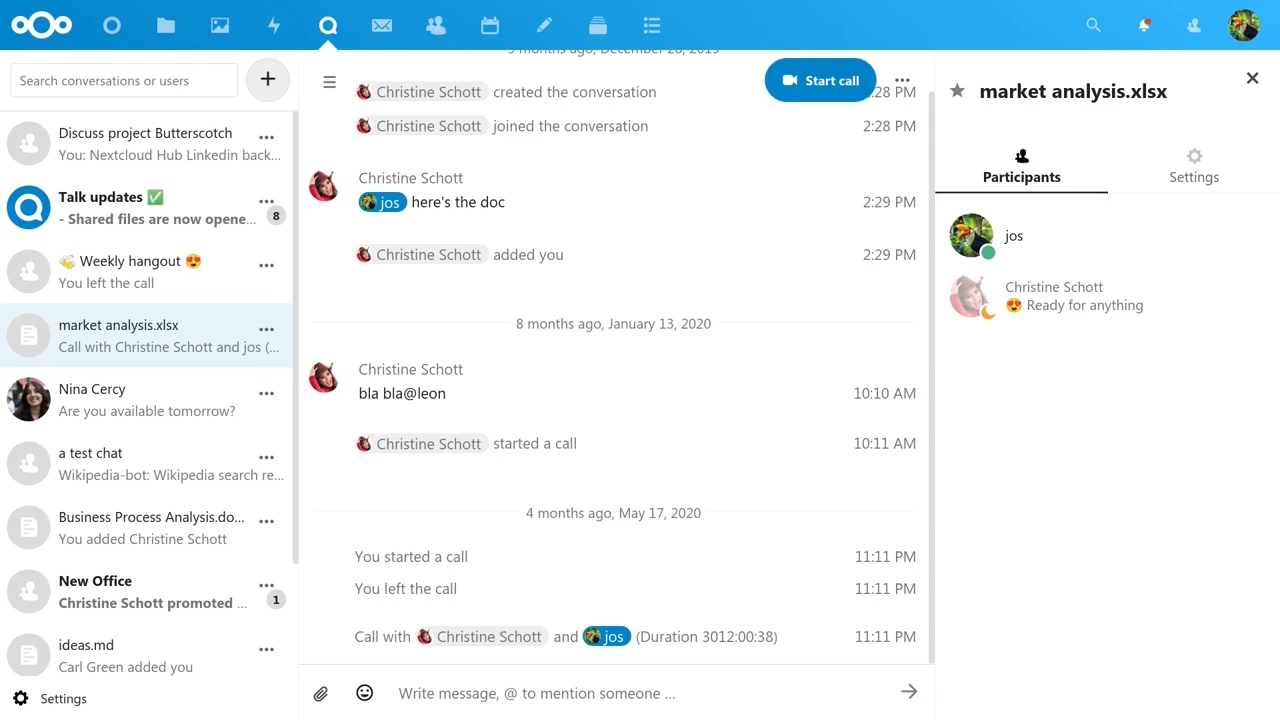 Search conversations or users
Discuss project Butterscotch
You: Nextcloud Hub Linkedin back...
Talk updates ✅
- Shared files are now opene...
8
🍻 Weekly hangout 😍
You left the call
market analysis.xlsx
Call with Christine Schott and jos (...
Nina Cercy
Are you available tomorrow?
a test chat
Wikipedia-bot: Wikipedia search re...
Business Process Analysis.do...
You added Christine Schott
New Office
Christine Schott promoted ...
1
ideas.md
Carl Green added you
Settings
9 months ago, December 28, 2019
Start call
Christine Schott created the conversation
2:28 PM
Christine Schott joined the conversation
2:28 PM
Christine Schott
jos here's the doc
2:29 PM
Christine Schott added you
2:29 PM
8 months ago, January 13, 2020
Christine Schott
bla bla@leon
10:10 AM
Christine Schott started a call
10:11 AM
4 months ago, May 17, 2020
You started a call
11:11 PM
You left the call
11:11 PM
Call with Christine Schott and jos (Duration 3012:00:38)
11:11 PM
Write message, @ to mention someone ...
market analysis.xlsx
Participants
Settings
jos
Christine Schott
😍 Ready for anything